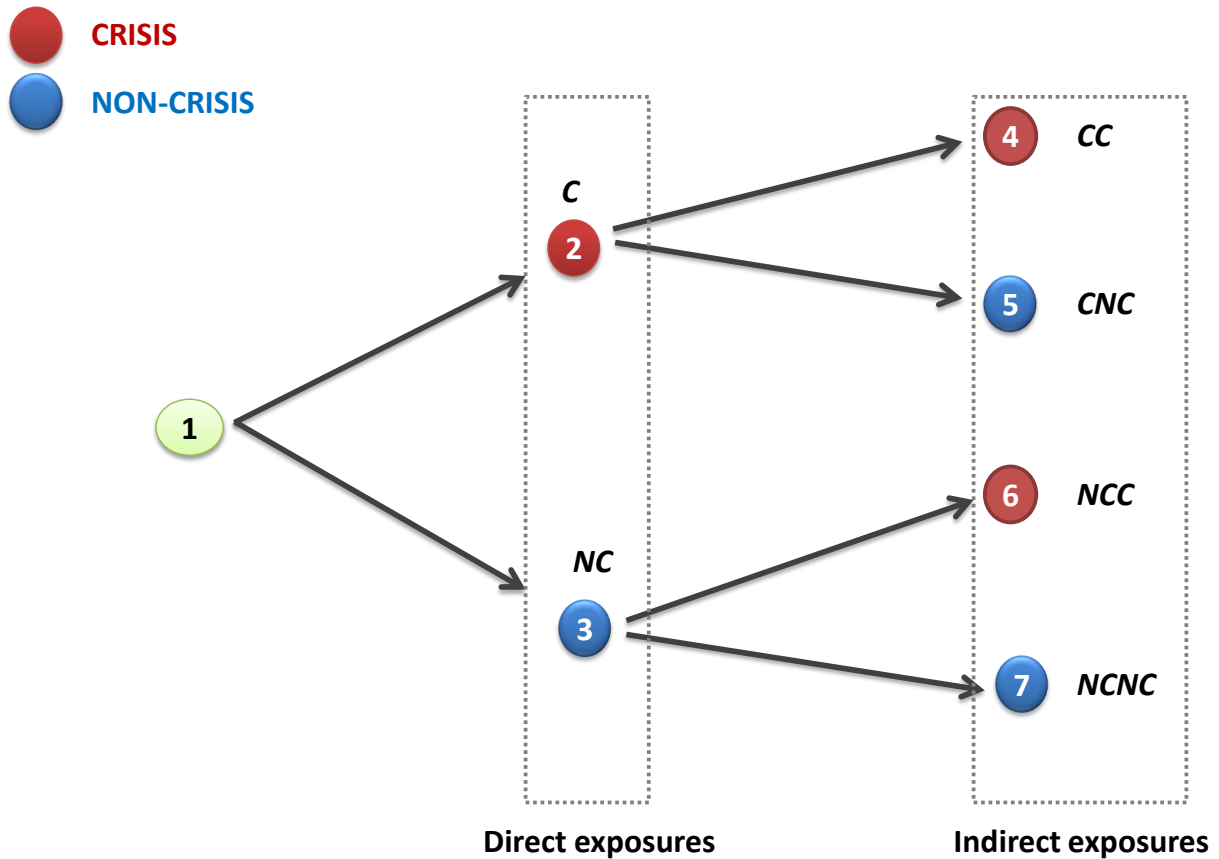 CRISIS
NON-CRISIS
4 CC
C
2
5 CNC
1
6 NCC
NC
3
7 NCNC
Direct exposures
Indirect exposures